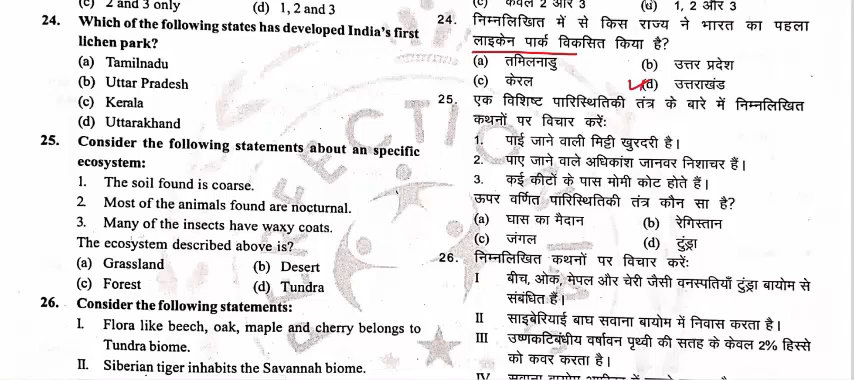 (c) 2 and 3 only (d) 1, 2 and 3
24. Which of the following states has developed India's first
lichen park?
(a) Tamilnadu
(b) Uttar Pradesh
(c) Kerala
(d) Uttarakhand
25. Consider the following statements about an specific
ecosystem:
1. The soil found is coarse.
2. Most of the animals found are nocturnal.
3. Many of the insects have waxy coats.
The ecosystem described above is?
(a) Grassland (b) Desert
(c) Forest (d) Tundra
26. Consider the following statements:
I. Flora like beech, oak, maple and cherry belongs to
Tundra biome.
II. Siberian tiger inhabits the Savannah biome.
(c) केवल 2 और 3 (d) 1, 2 और 3
24. निम्नलिखित में से किस राज्य ने भारत का पहला
लाइकेन पार्क विकसित किया है?
(a) तमिलनाडु (b) उत्तर प्रदेश
(c) केरल (d) उत्तराखंड
25. एक विशिष्ट पारिस्थितिकी तंत्र के बारे में निम्नलिखित
कथनों पर विचार करें:
1. पाई जाने वाली मिट्टी खुरदरी है।
2. पाए जाने वाले अधिकांश जानवर निशाचर हैं।
3. कई कीटों के पास मोमी कोट होते हैं।
ऊपर वर्णित पारिस्थितिकी तंत्र कौन सा है?
(a) घास का मैदान (b) रेगिस्तान
(c) जंगल (d) टुंड्रा
26. निम्नलिखित कथनों पर विचार करें:
I बीच, ओक, मेपल और चेरी जैसी वनस्पतियाँ टुंड्रा बायोम से
संबंधित हैं।
II साइबेरियाई बाघ सवाना बायोम में निवास करता है।
III उष्णकटिबंधीय वर्षावन पृथ्वी की सतह के केवल 2% हिस्से
को कवर करता है।
IV सवाना बायोम